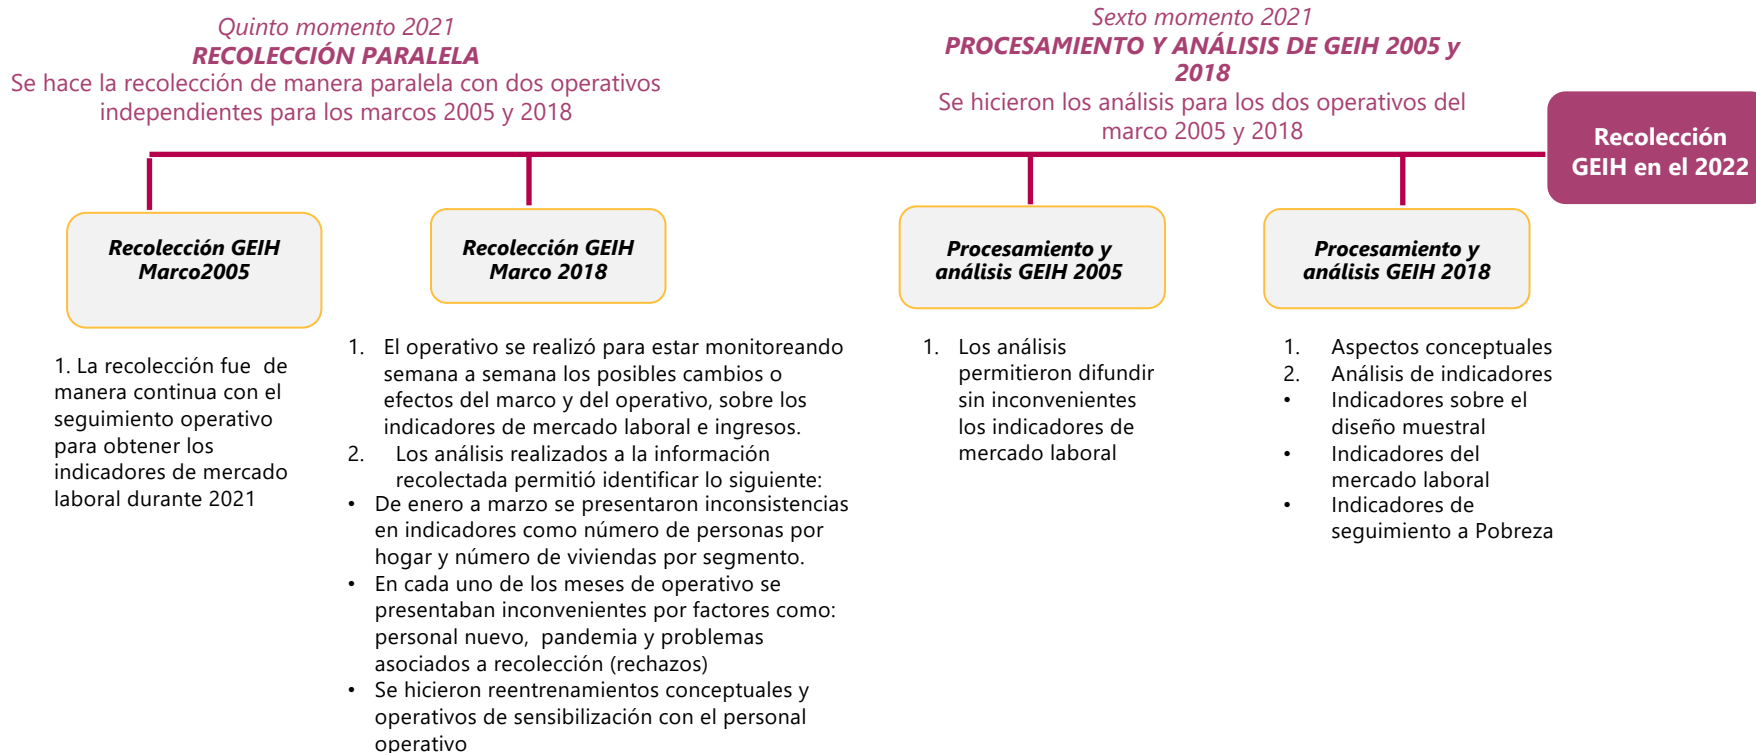 Quinto momento 2021
RECOLECCIÓN PARALELA
Se hace la recolección de manera paralela con dos operativos
independientes para los marcos 2005 y 2018
Sexto momento 2021
PROCESAMIENTO Y ANÁLISIS DE GEIH 2005 y
2018
Se hicieron los análisis para los dos operativos del
marco 2005 y 2018
Recolección
GEIH en el 2022
Recolección GEIH
Marco2005
1. La recolección fue de
manera continua con el
seguimiento operativo
para obtener los
indicadores de mercado
laboral durante 2021
Recolección GEIH
Marco 2018
1. El operativo se realizó para estar monitoreando
semana a semana los posibles cambios o
efectos del marco y del operativo, sobre los
indicadores de mercado laboral e ingresos.
2. Los análisis realizados a la información
recolectada permitió identificar lo siguiente:
• De enero a marzo se presentaron inconsistencias
en indicadores como número de personas por
hogar y número de viviendas por segmento.
• En cada uno de los meses de operativo se
presentaban inconvenientes por factores como:
personal nuevo, pandemia y problemas
asociados a recolección (rechazos)
• Se hicieron reentrenamientos conceptuales y
operativos de sensibilización con el personal
operativo
Procesamiento y
análisis GEIH 2005
1. Los análisis
permitieron difundir
sin inconvenientes
los indicadores de
mercado laboral
Procesamiento y
análisis GEIH 2018
1. Aspectos conceptuales
2. Análisis de indicadores
• Indicadores sobre el
diseño muestral
• Indicadores del
mercado laboral
• Indicadores de
seguimiento a Pobreza